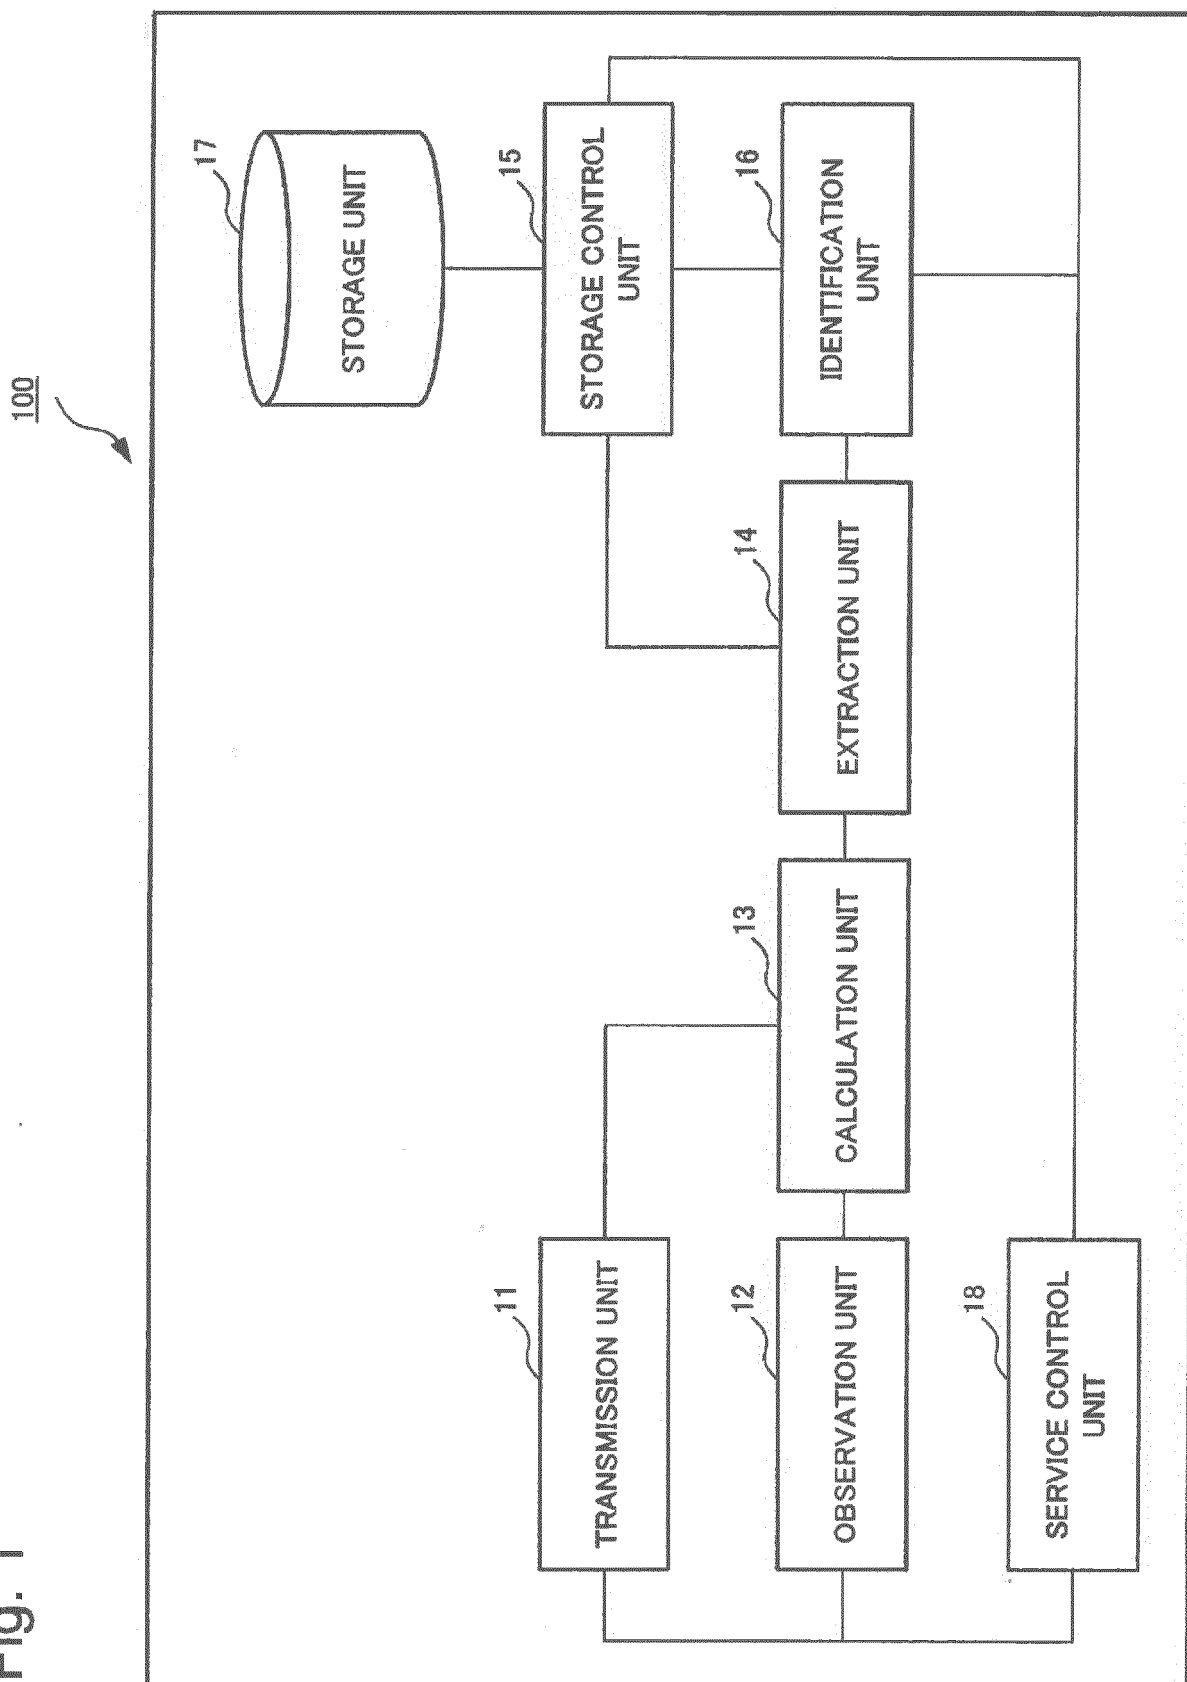 Fig. 1
100
17
STORAGE UNIT
11
TRANSMISSION UNIT
15
STORAGE CONTROL
UNIT
12
OBSERVATION UNIT
13
CALCULATION UNIT
14
EXTRACTION UNIT
16
IDENTIFICATION
UNIT
18
SERVICE CONTROL
UNIT